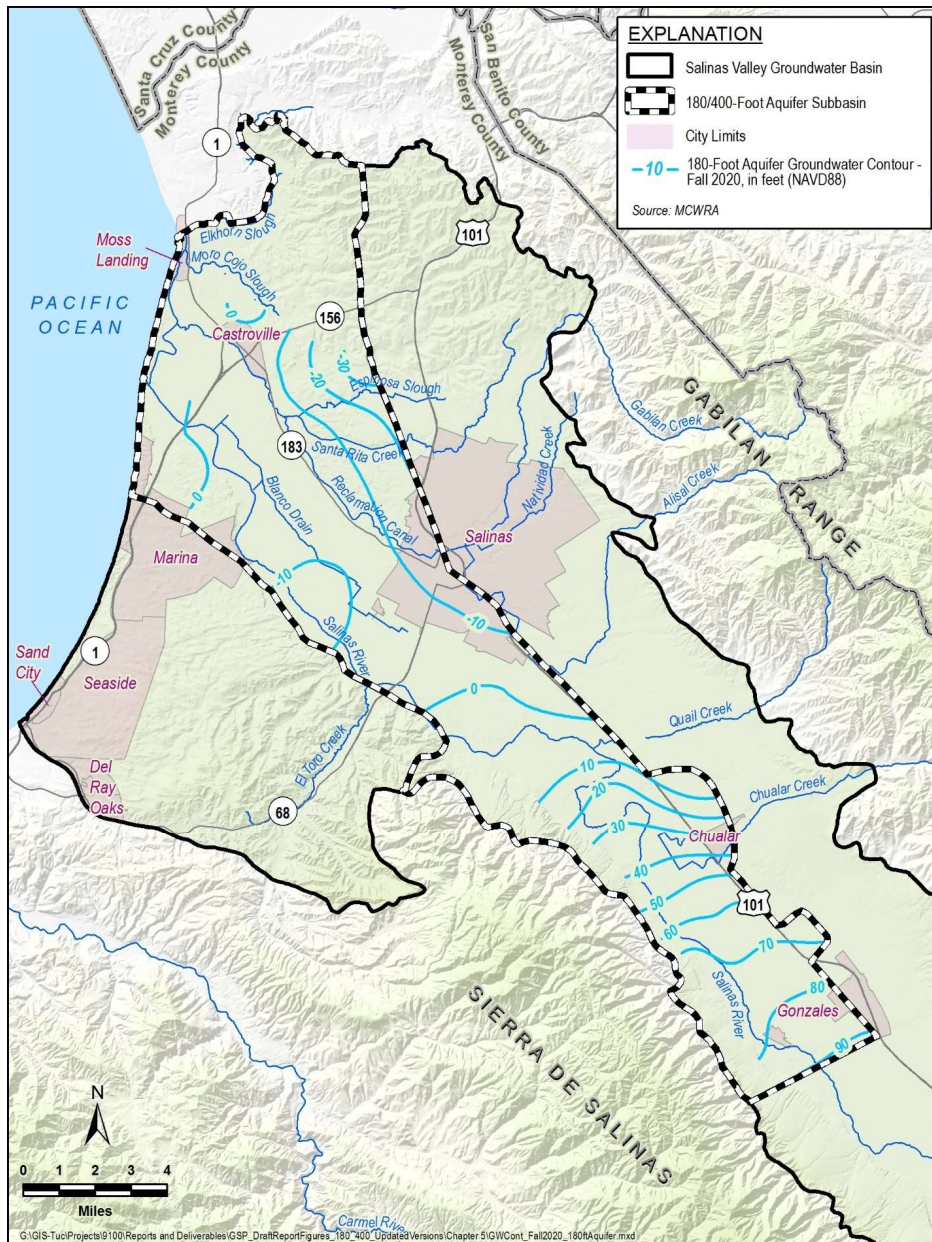 EXPLANATION
Salinas Valley Groundwater Basin
180/400-Foot Aquifer Subbasin
City Limits
-10
180-Foot Aquifer Groundwater Contour -
Fall 2020, in feet (NAVD88)
Source: MCWRA
Santa Cruz County
Monterey County
San Benito County
Monterey County
1
101
Elkhorn Slough
Moss
Landing
Moro Cojo Slough
PACIFIC
OCEAN
0
156
Castroville
-30
-20
Espinosa Slough
GABILAN
RANGE
Gabilan Creek
183
Santa Rita Creek
Natividad Creek
Alisal Creek
Blanco Drain
Reclamation Canal
Salinas
0
Marina
-10
-10
Salinas River
Sand
City
1
Seaside
0
Quail Creek
El Toro Creek
Del
Ray
Oaks
10
20
Chualar Creek
68
30
Chualar
40
50
101
60
70
80
Salinas River
Gonzales
90
SIERRA DE SALINAS
N
0 1 2 3 4
Miles
Carmel River
G:\GIS-Tuc\Projects\9100\Reports and Deliverables\GSP_DraftReportFigures_180_400_UpdatedVersions\Chapter 5\GWCont_Fall2020_180ftAquifer.mxd